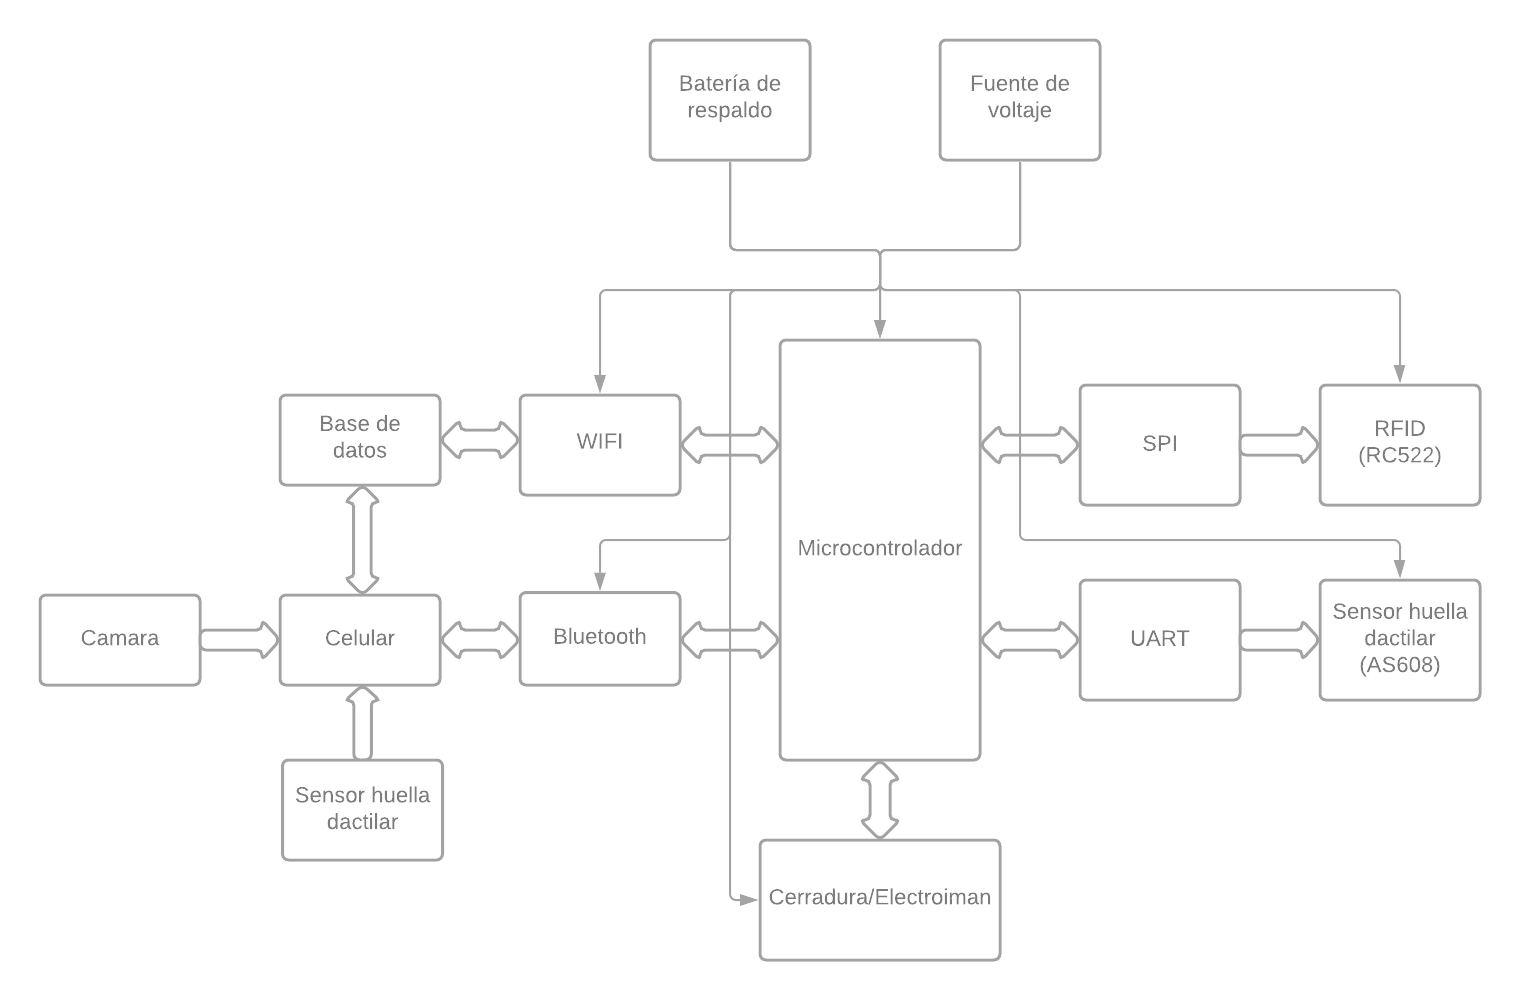 Batería de
respaldo
Fuente de
voltaje
Base de
datos
WIFI
SPI
RFID
(RC522)
Microcontrolador
Camara
Celular
Bluetooth
UART
Sensor huella
dactilar
(AS608)
Sensor huella
dactilar
Cerradura/Electroiman